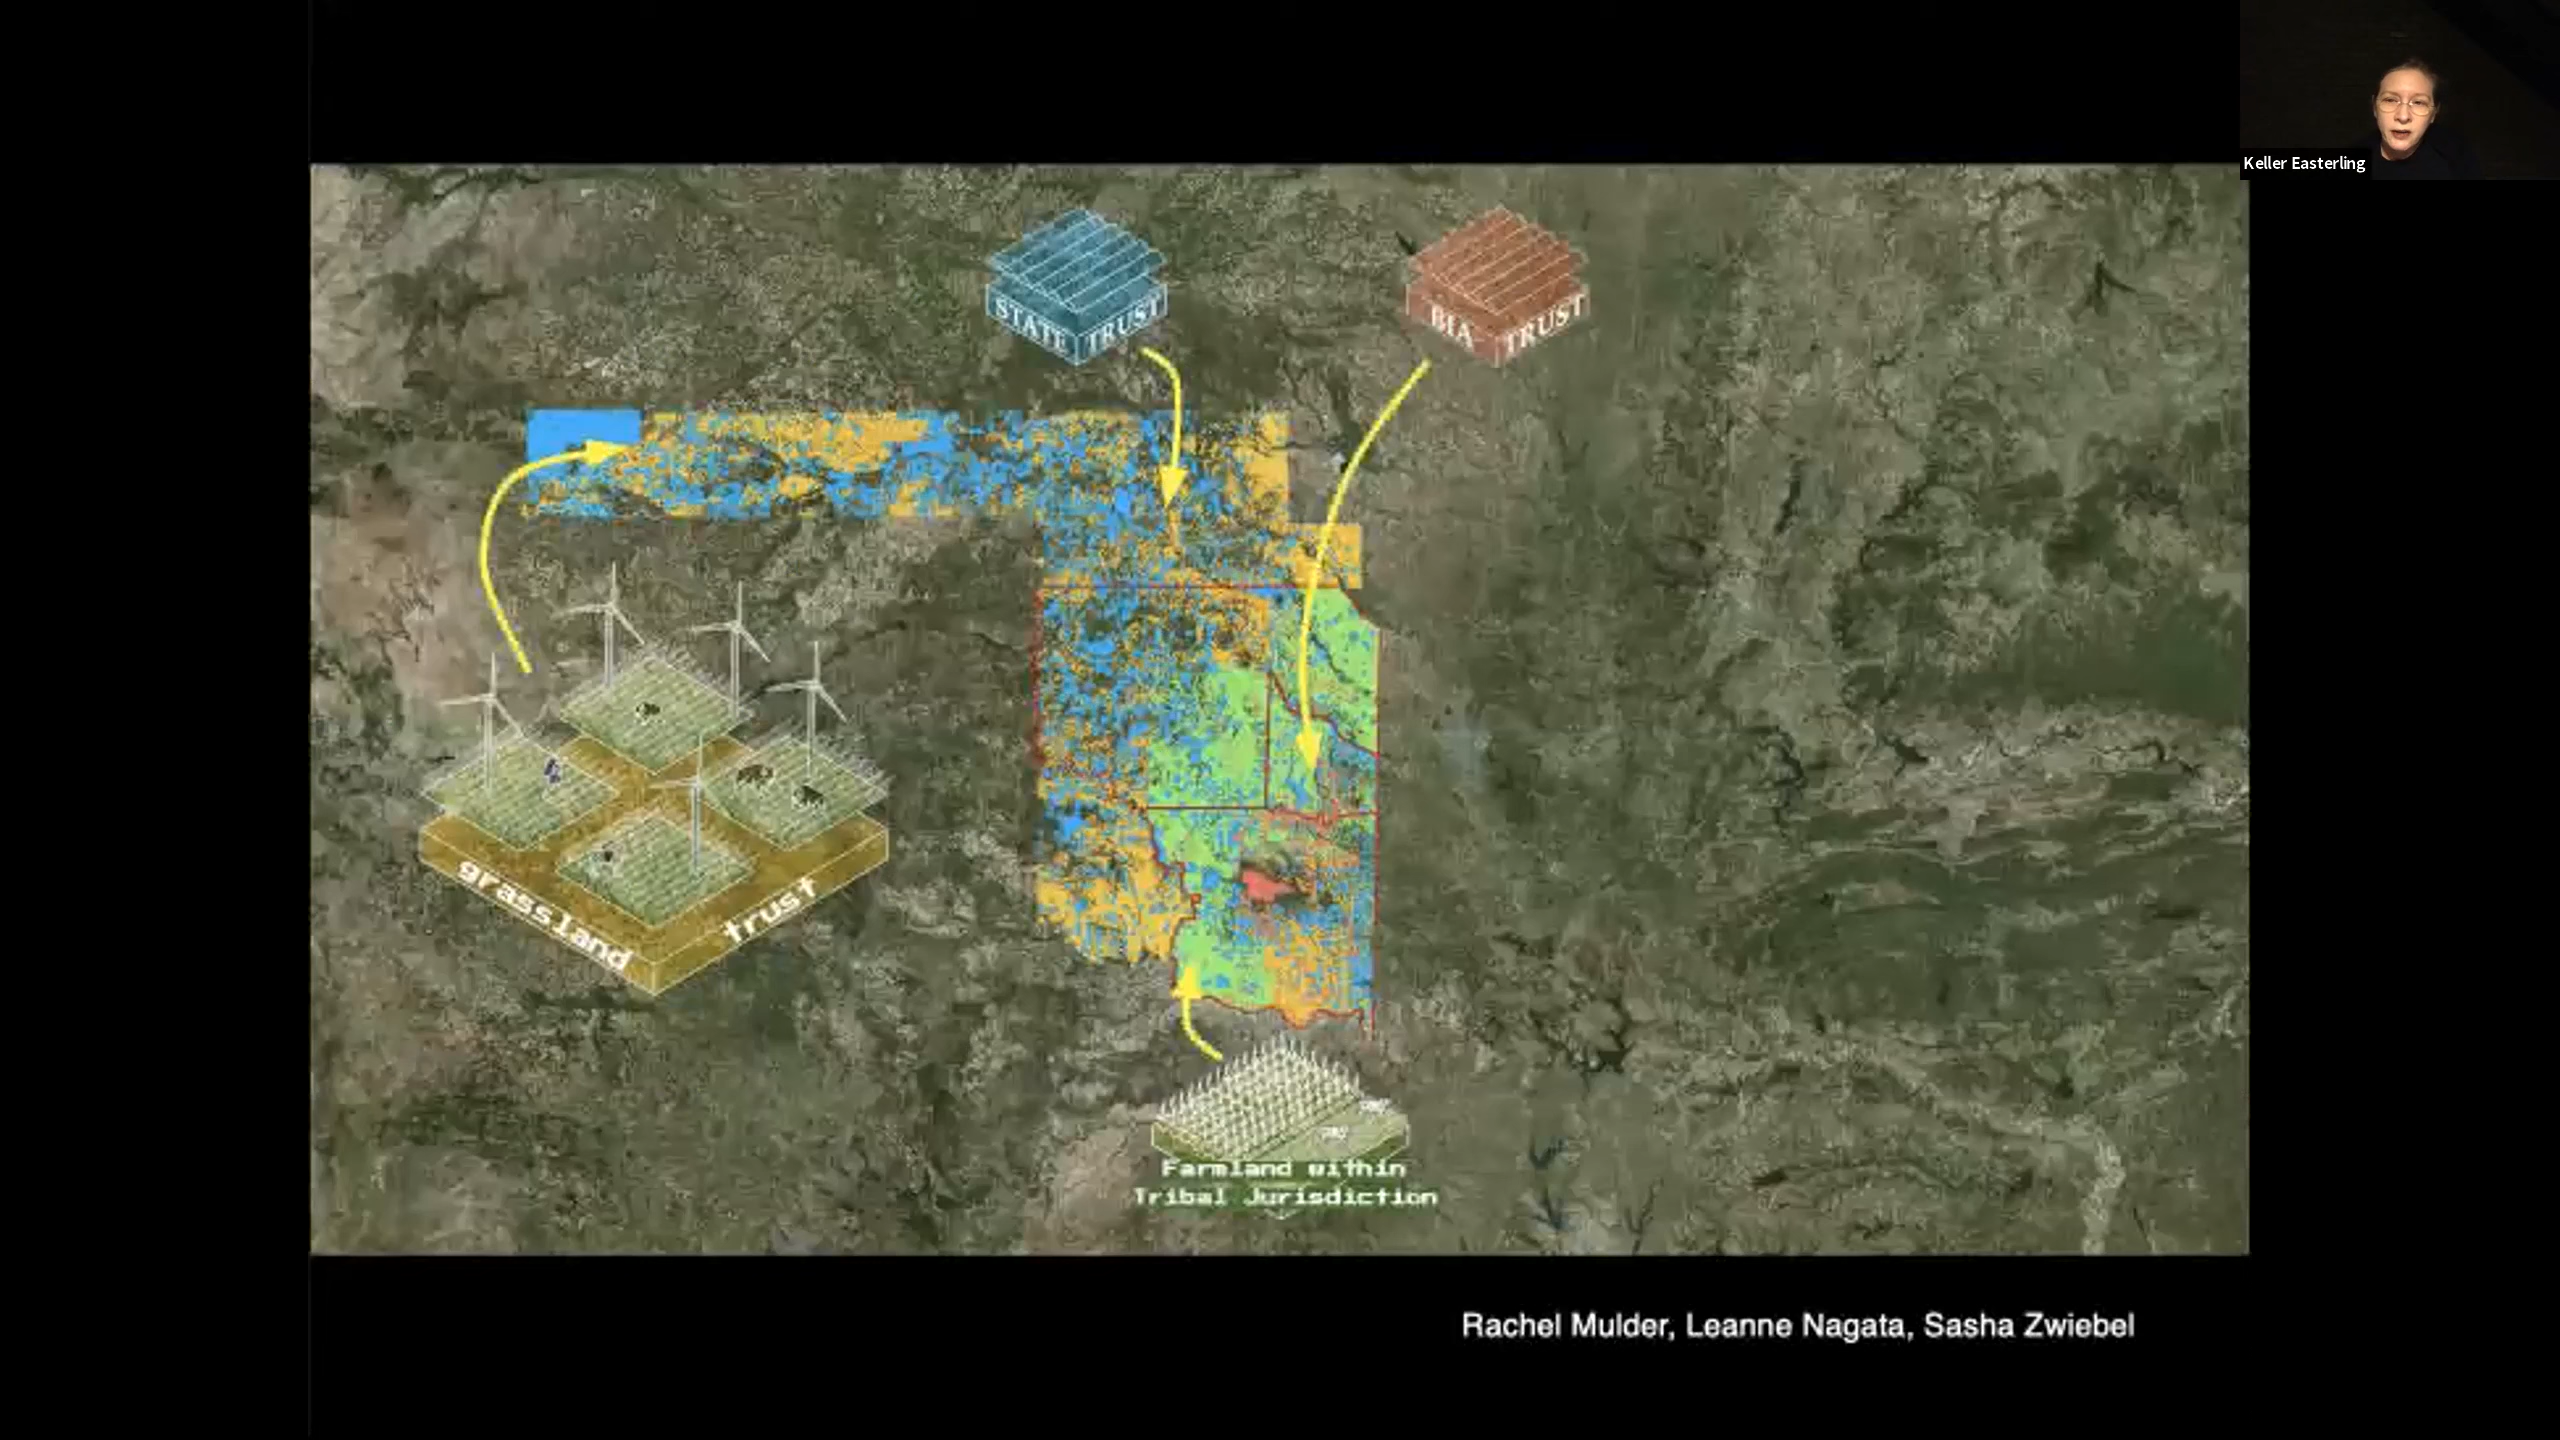 Keller Easterling
STATE TRUST
BIA TRUST
grassland trust
Farmland within
Tribal Jurisdiction
Rachel Mulder, Leanne Nagata, Sasha Zwiebel